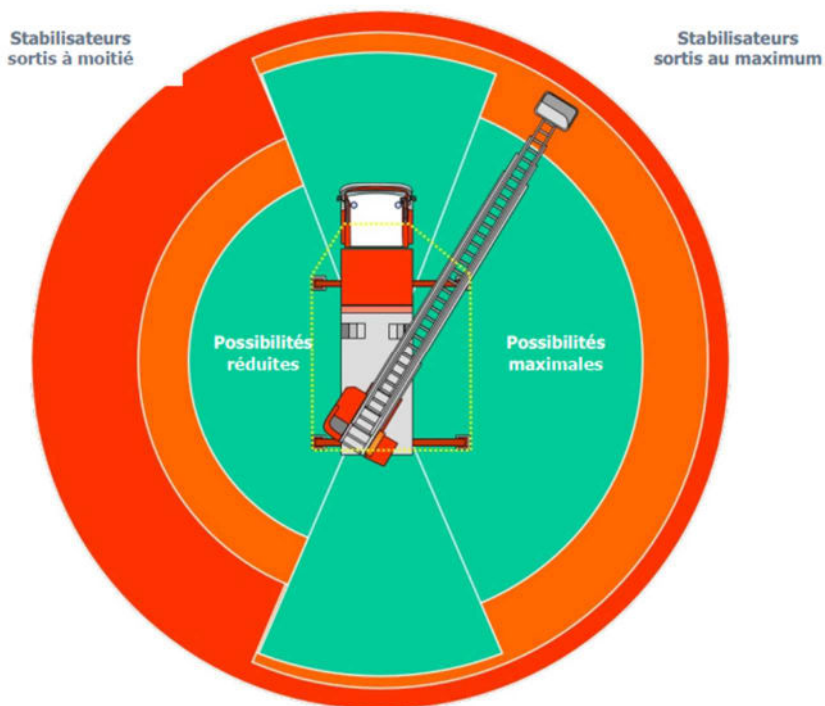 Stabilisateurs
sortis à moitié
Stabilisateurs
sortis au maximum
Possibilités
réduites
Possibilités
maximales